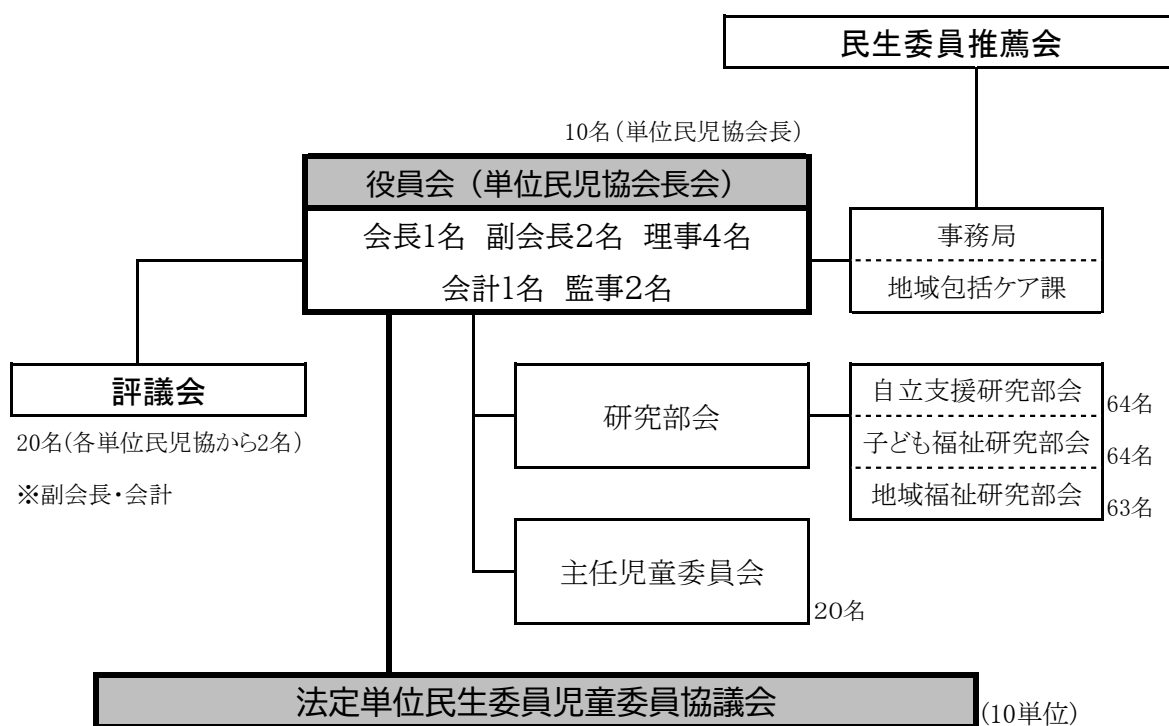 民生委員推薦会
10名(単位民児協会長)
役員会（単位民児協会長会）
会長1名 副会長2名 理事4名
会計1名 監事2名
事務局
地域包括ケア課
評議会
20名(各単位民児協から2名)
※副会長・会計
研究部会
自立支援研究部会
64名
子ども福祉研究部会
64名
地域福祉研究部会
63名
主任児童委員会
20名
法定単位民生委員児童委員協議会
(10単位)